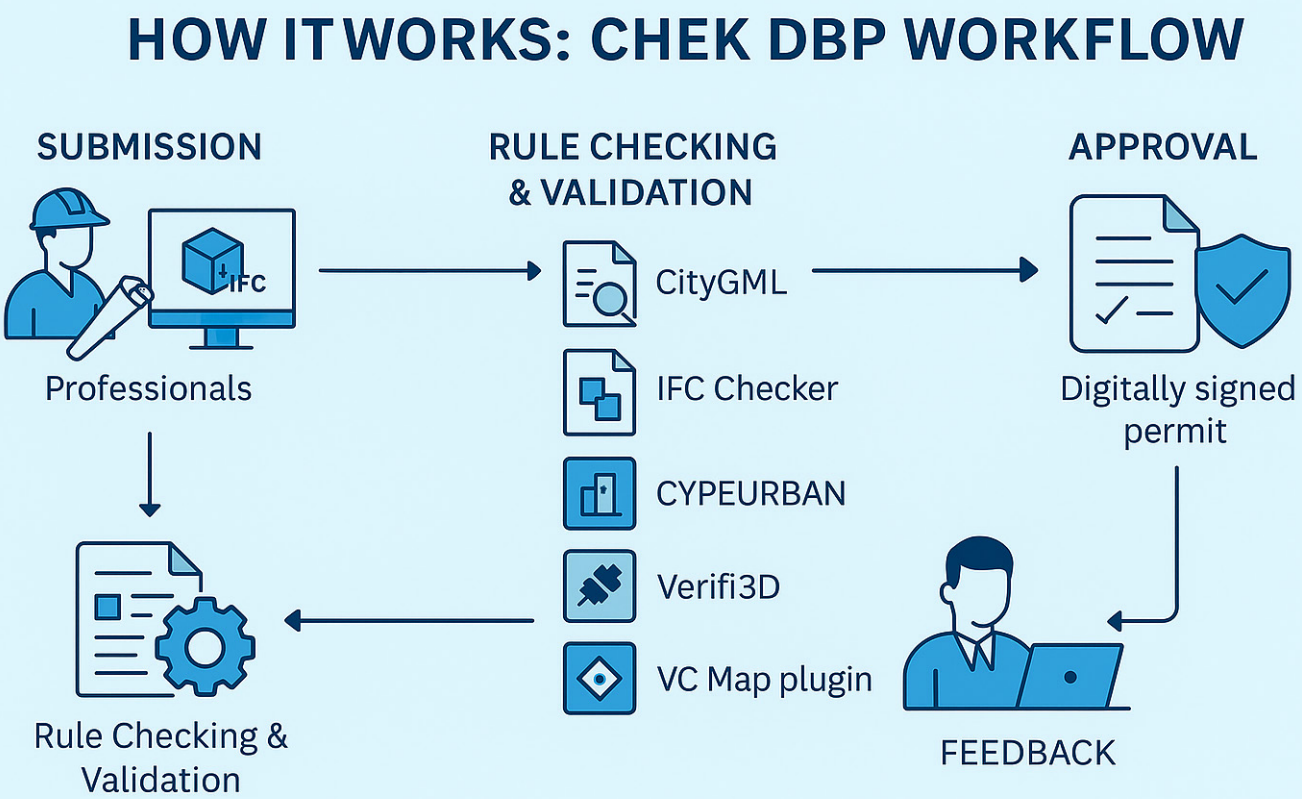 HOW IT WORKS: CHEK DBP WORKFLOW
SUBMISSION
IFC
Professionals
Rule Checking &
Validation
RULE CHECKING
& VALIDATION
CityGML
IFC Checker
CYPEURBAN
Verifi3D
VC Map plugin
APPROVAL
Digitally signed
permit
FEEDBACK